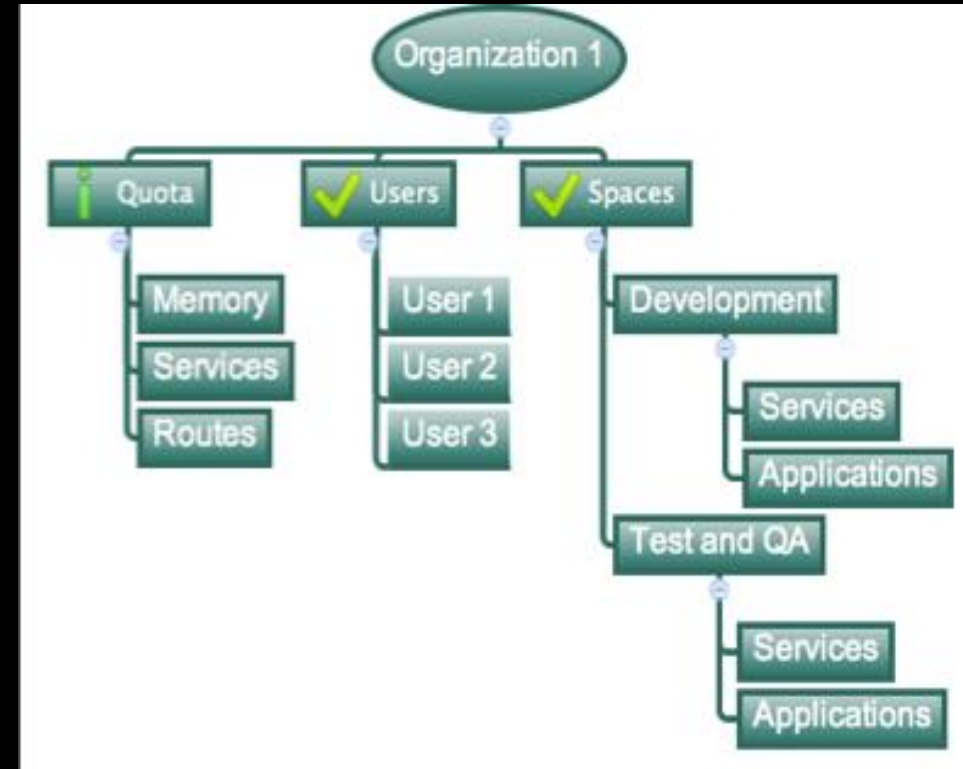 Organization 1
Quota
Users
Spaces
Memory
Services
Routes
User 1
User 2
User 3
Development
Services
Applications
Test and QA
Services
Applications